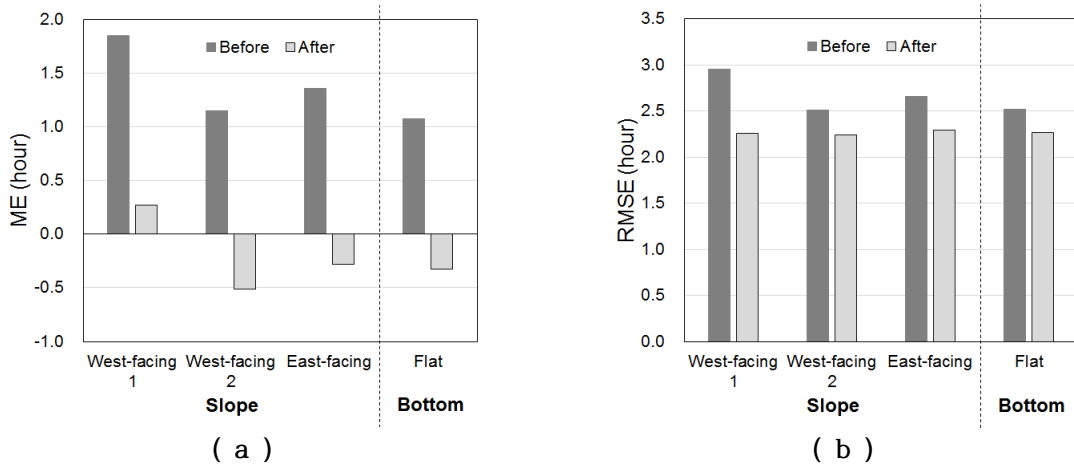 2.0
1.5
1.0
0.5
0.0
-0.5
-1.0
ME (hour)
Before After
West-facing 1
West-facing 2
East-facing
Flat
Slope
Bottom
( a )
3.5
3.0
2.5
2.0
1.5
1.0
0.5
0.0
RMSE (hour)
Before After
West-facing 1
West-facing 2
East-facing
Flat
Slope
Bottom
( b )